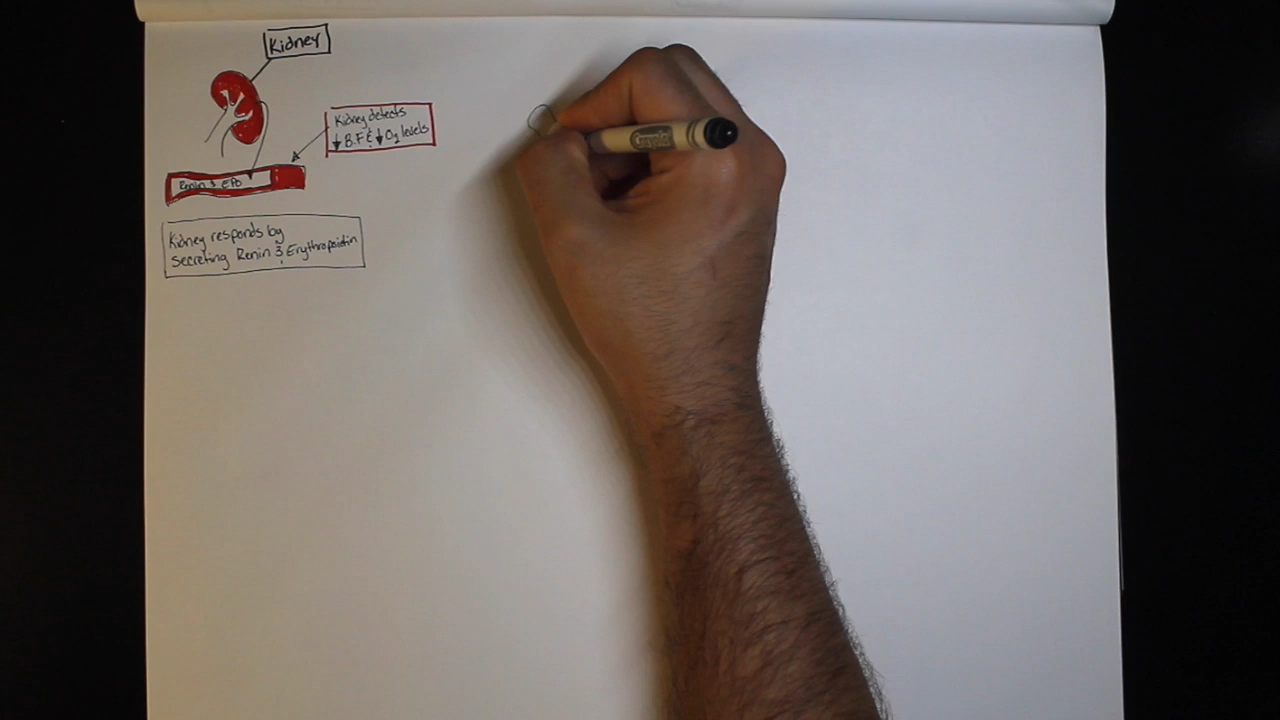 Kidney
Kidney detects
↓ B.F & ↓ O2 levels
Renin & EPO
Kidney responds by
secreting Renin & Erythropoietin
Crayola